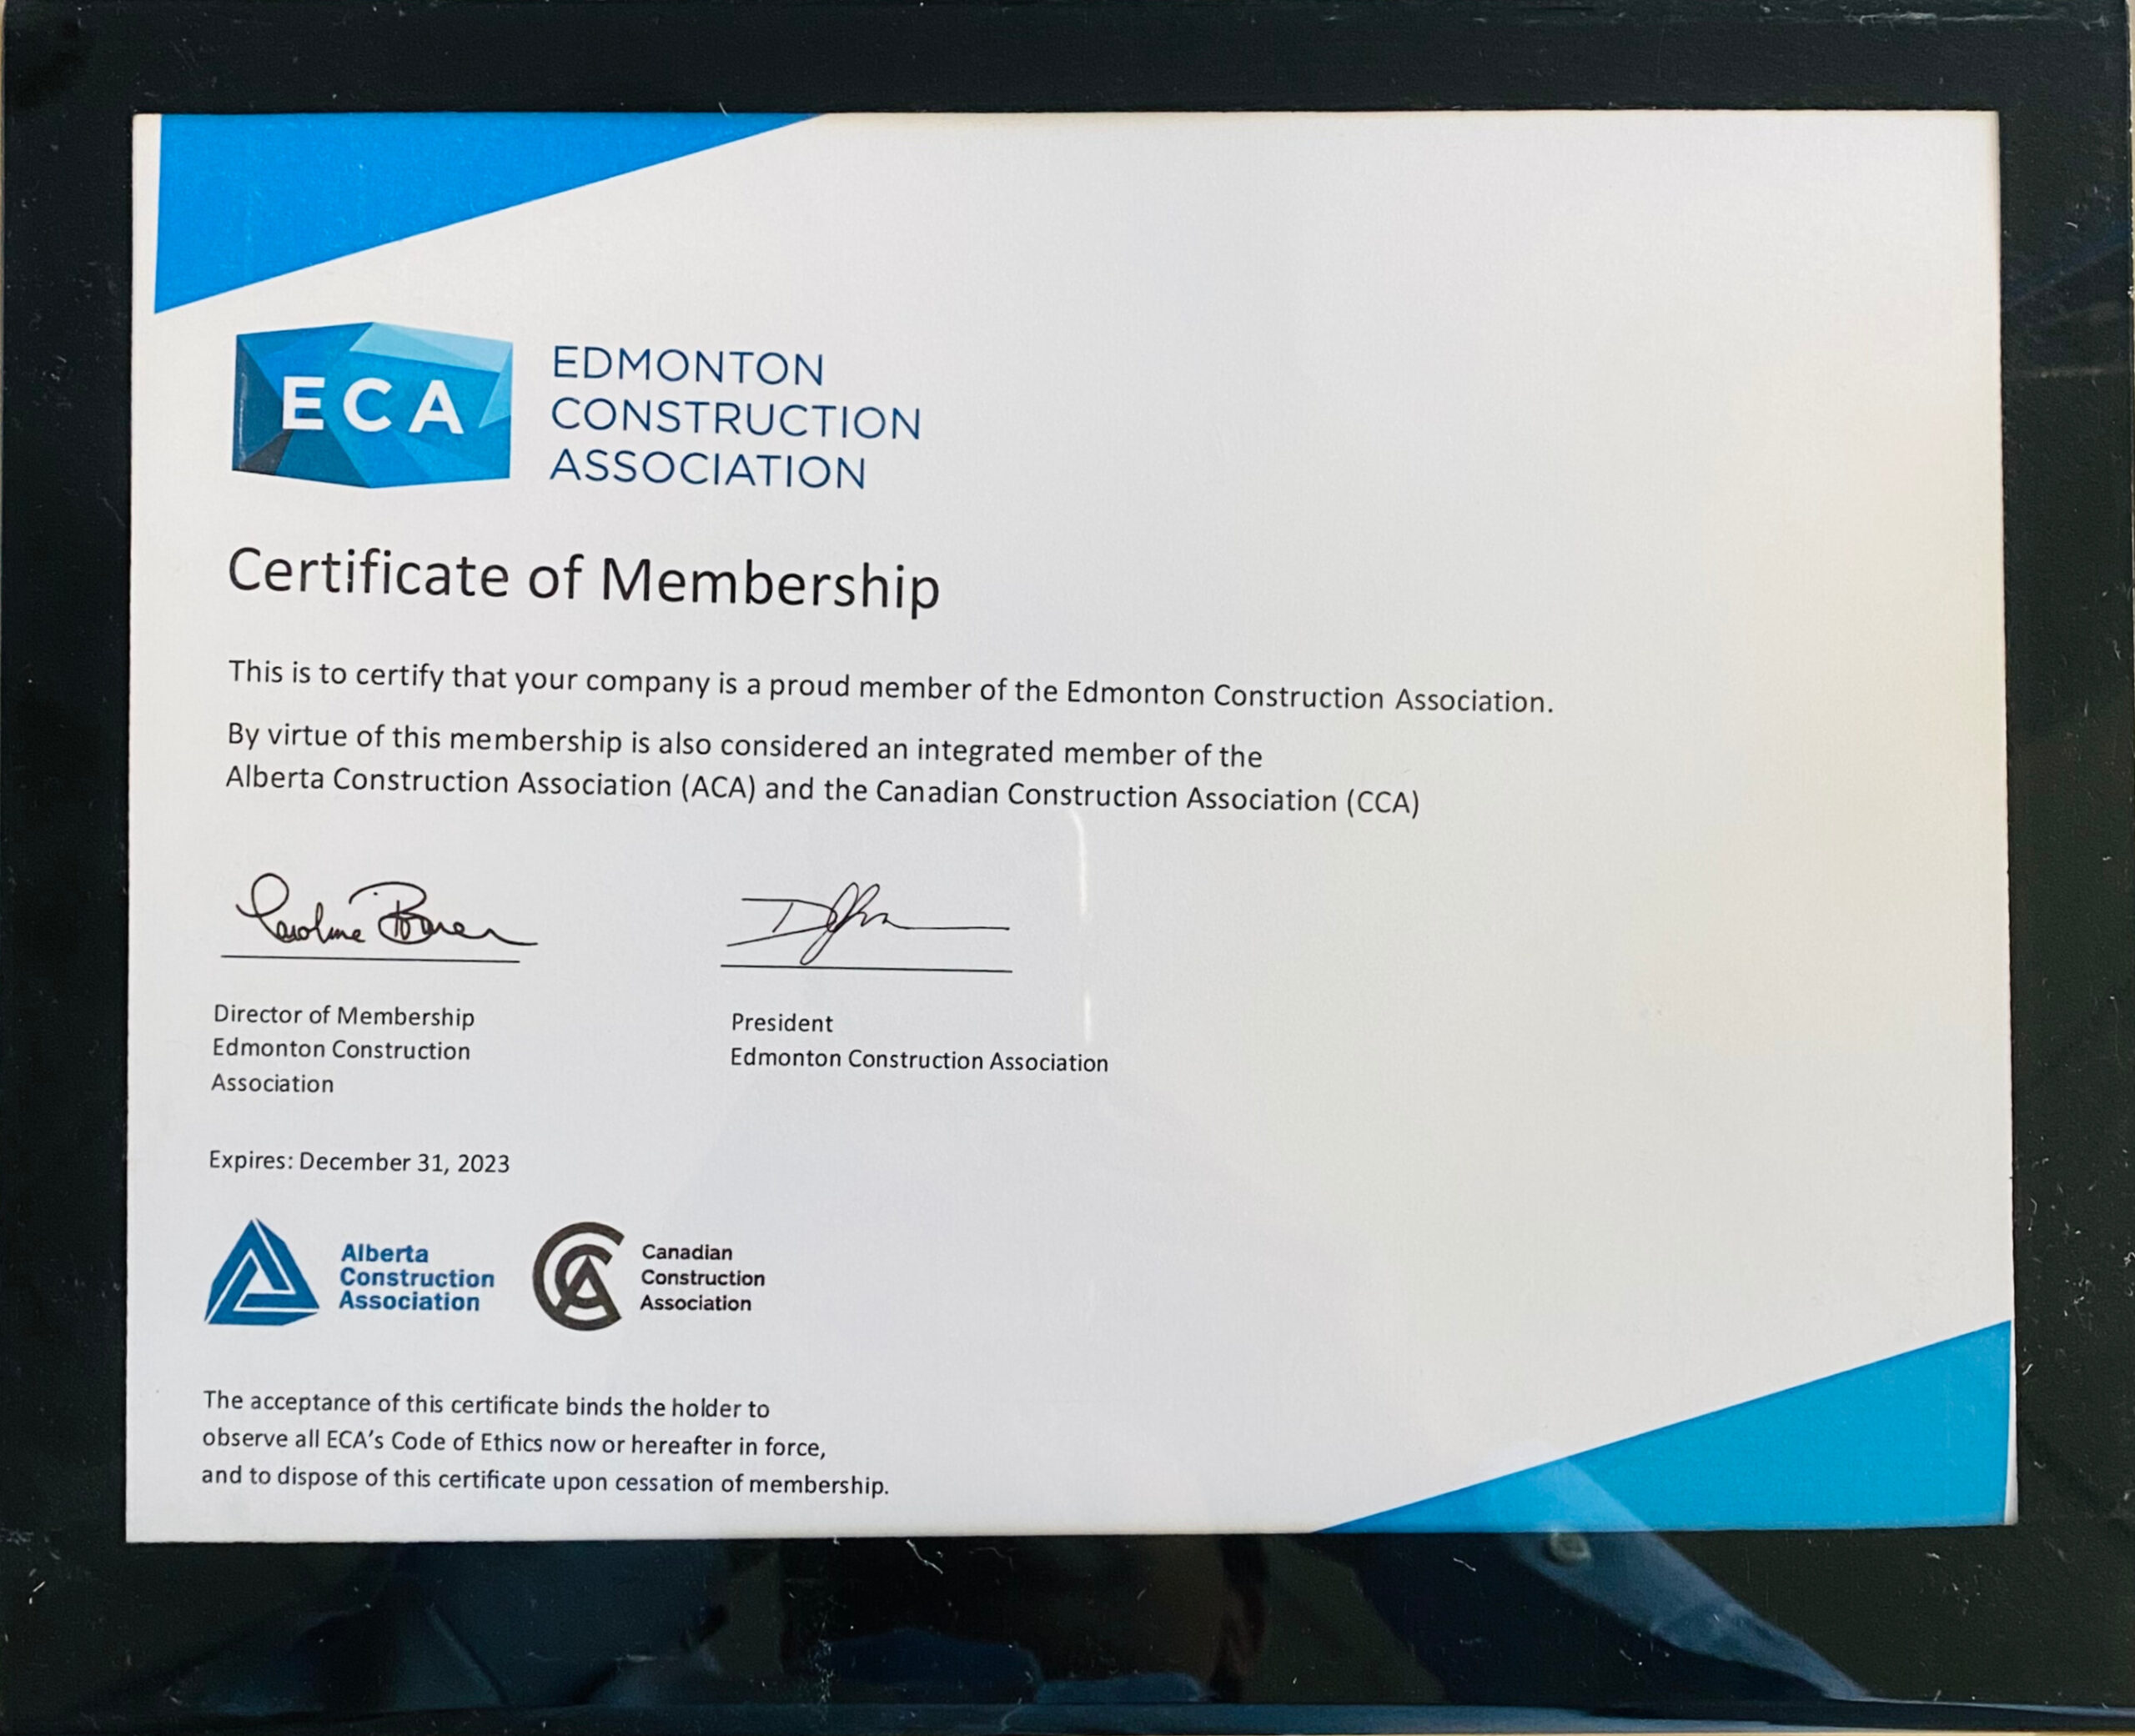 ECA
EDMONTON
CONSTRUCTION
ASSOCIATION
Certificate of Membership
This is to certify that your company is a proud member of the Edmonton Construction Association.
By virtue of this membership is also considered an integrated member of the
Alberta Construction Association (ACA) and the Canadian Construction Association (CCA)
Caroline
Director of Membership
Edmonton Construction
Association
President
Edmonton Construction Association
Expires: December 31, 2023
Alberta
Construction
Association
CCA
Canadian
Construction
Association
The acceptance of this certificate binds the holder to
observe all ECA's Code of Ethics now or hereafter in force,
and to dispose of this certificate upon cessation of membership.